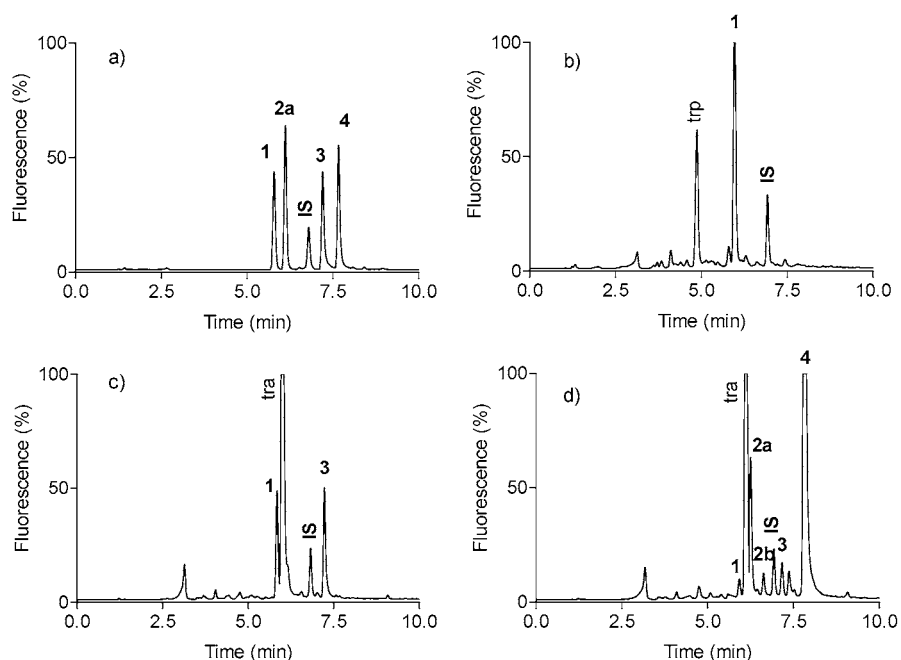 a)
100
50
0
Fluorescence (%)
1
2a
IS
3
4
0.0 2.5 5.0 7.5 10.0
Time (min)
b)
100
50
0
Fluorescence (%)
trp
1
IS
0.0 2.5 5.0 7.5 10.0
Time (min)
c)
100
50
0
Fluorescence (%)
1
tra
IS
3
0.0 2.5 5.0 7.5 10.0
Time (min)
d)
100
50
0
Fluorescence (%)
1
tra
2a
2b
IS
3
4
0.0 2.5 5.0 7.5 10.0
Time (min)